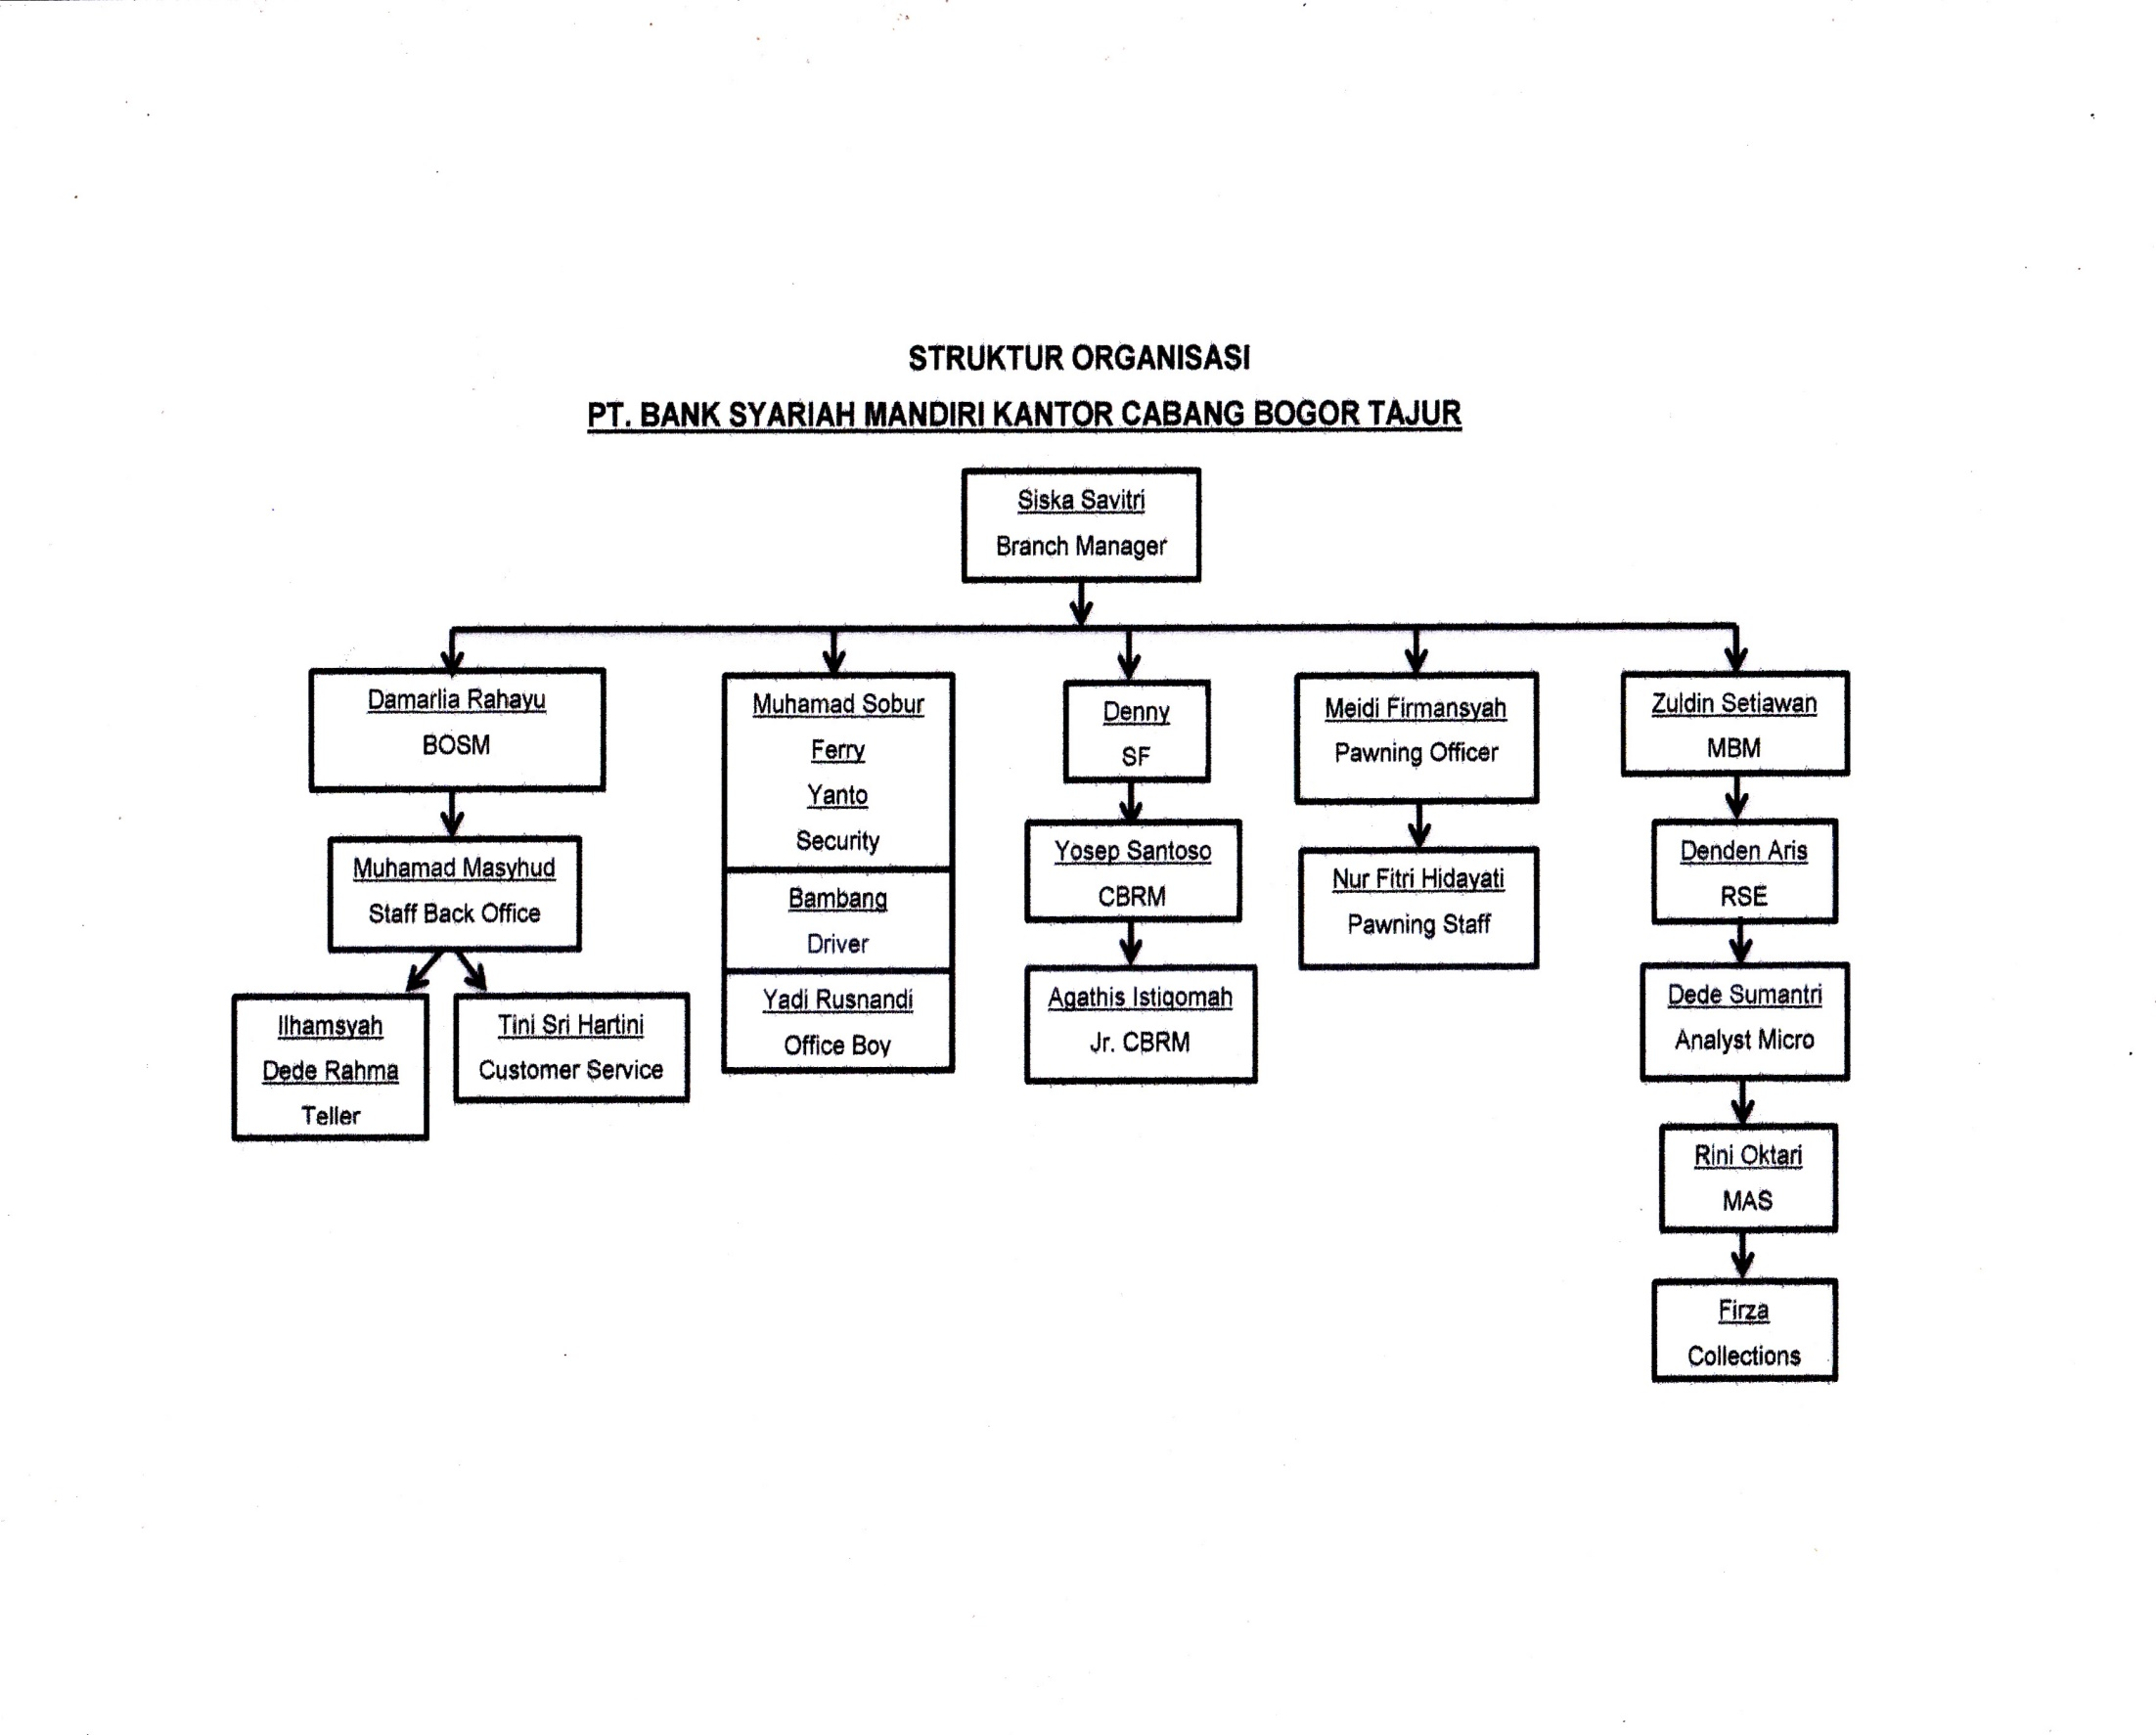 STRUKTUR ORGANISASI
PT. BANK SYARIAH MANDIRI KANTOR CABANG BOGOR TAJUR
Siska Savitri
Branch Manager
Damarlia Rahayu
BOSM
Muhamad Masyhud
Staff Back Office
Ilhamsyah
Dede Rahma
Teller
Tini Sri Hartini
Customer Service
Muhamad Sobur
Ferry
Yanto
Security
Bambang
Driver
Yadi Rusnandi
Office Boy
Denny
SF
Yosep Santoso
CBRM
Agathis Istiqomah
Jr. CBRM
Meidi Firmansyah
Pawning Officer
Nur Fitri Hidayati
Pawning Staff
Zuldin Setiawan
MBM
Denden Aris
RSE
Dede Sumantri
Analyst Micro
Rini Oktari
MAS
Firza
Collections